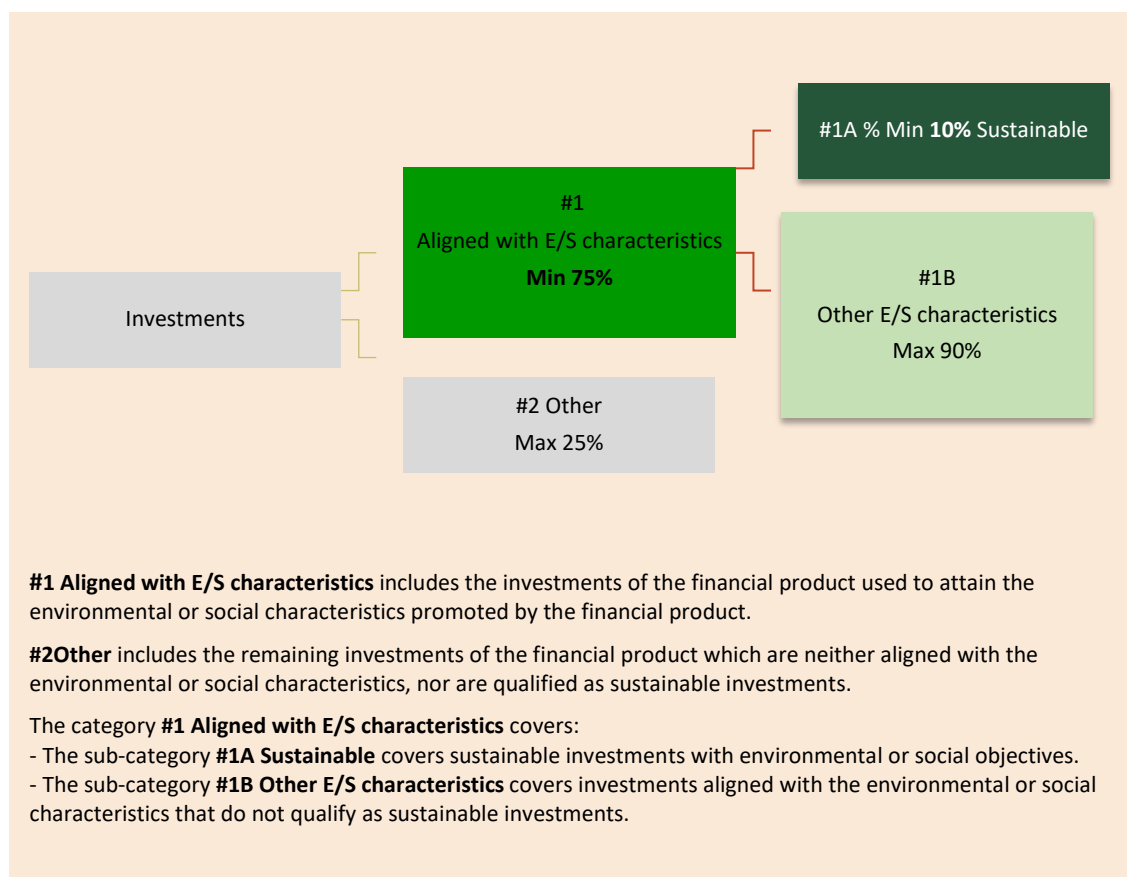 #1A % Min 10% Sustainable
#1
Aligned with E/S characteristics
Min 75%
#1B
Other E/S characteristics
Max 90%
Investments
#2 Other
Max 25%
#1 Aligned with E/S characteristics includes the investments of the financial product used to attain the
environmental or social characteristics promoted by the financial product.
#2Other includes the remaining investments of the financial product which are neither aligned with the
environmental or social characteristics, nor are qualified as sustainable investments.
The category #1 Aligned with E/S characteristics covers:
- The sub-category #1A Sustainable covers sustainable investments with environmental or social objectives.
- The sub-category #1B Other E/S characteristics covers investments aligned with the environmental or social
characteristics that do not qualify as sustainable investments.